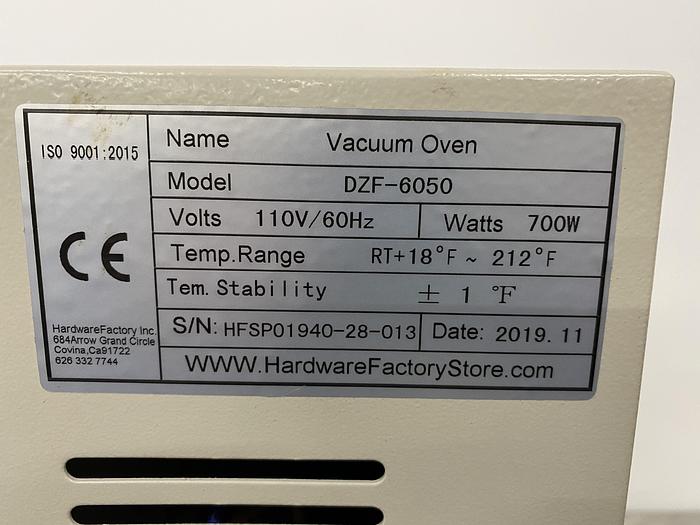 ISO 9001:2015
CE
HardwareFactory Inc.
684Arrow Grand Circle
Covina,Ca91722
626 332 7744
Name Vacuum Oven
Model DZF-6050
Volts 110V/60Hz Watts 700W
Temp.Range RT+18°F ~ 212°F
Tem. Stability ± 1 ℉
S/N: HFSP01940-28-013 Date: 2019. 11
WWW.HardwareFactoryStore.com